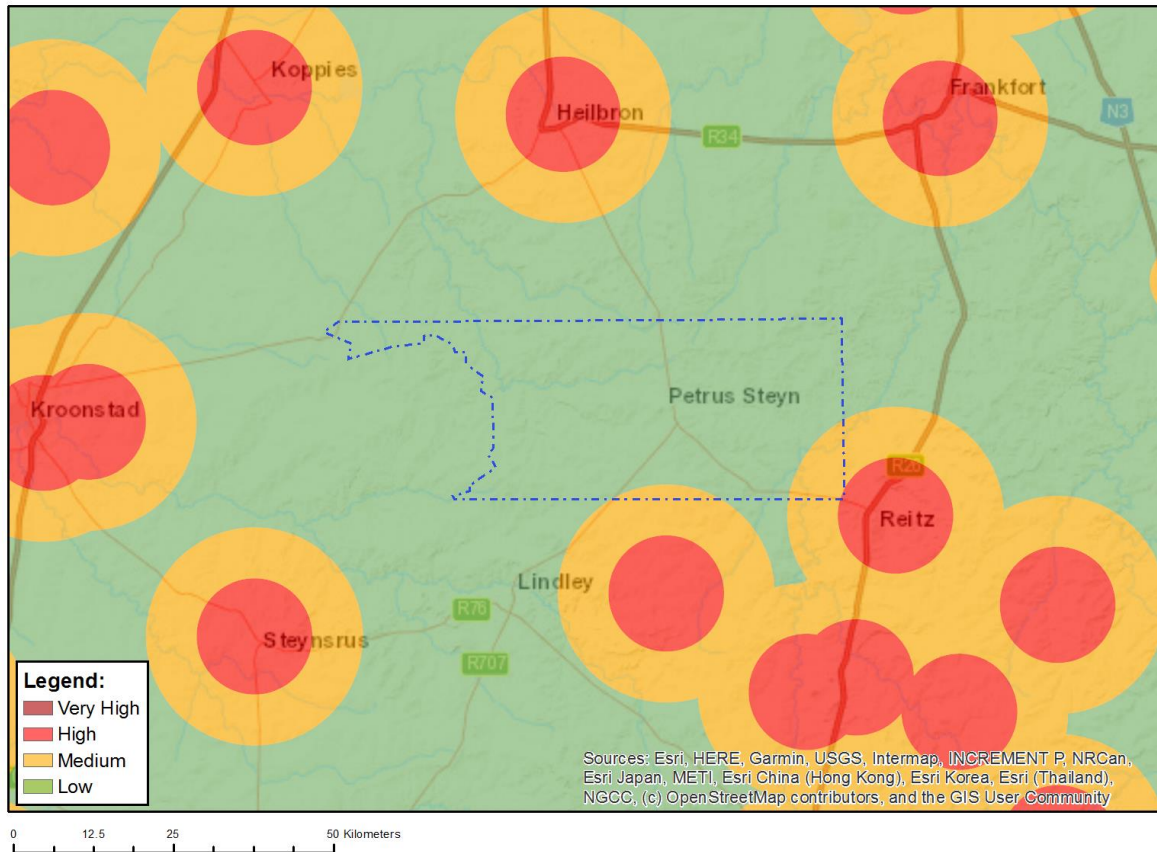 Koppies
Heilbron
Frankfort
N3
R34
Petrus Steyn
Kroonstad
R26
Reitz
Lindley
R76
Steynsrus
R707
Legend:
Very High
High
Medium
Low
Sources: Esri, HERE, Garmin, USGS, Intermap, INCREMENT P, NRCan,
Esri Japan, METI, Esri China (Hong Kong), Esri Korea, Esri (Thailand),
NGCC, (c) OpenStreetMap contributors, and the GIS User Community
0 12.5 25 50 Kilometers